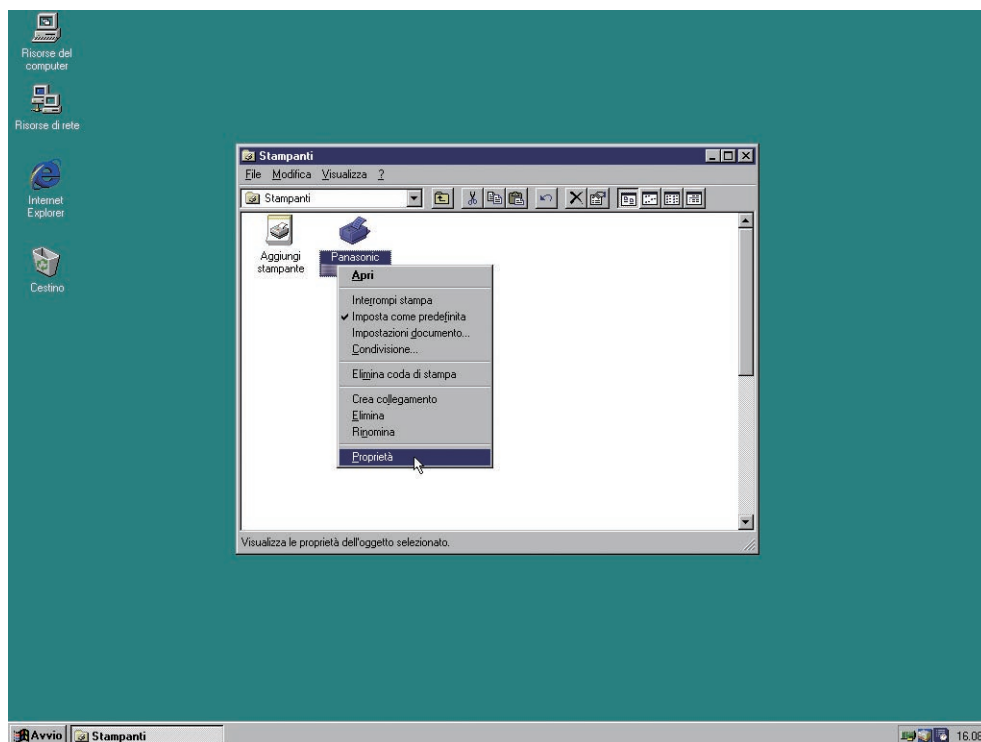 Risorse del
computer
Risorse di rete
Internet
Explorer
Cestino
Stampanti
File Modifica Visualizza ?
Stampanti
Aggiungi
stampante
Panasonic
Apri
Interrompi stampa
Imposta come predefinita
Impostazioni documento...
Condivisione...
Elimina coda di stampa
Crea collegamento
Elimina
Rinomina
Proprietà
Visualizza le proprietà dell'oggetto selezionato.
Avvio Stampanti 16.08